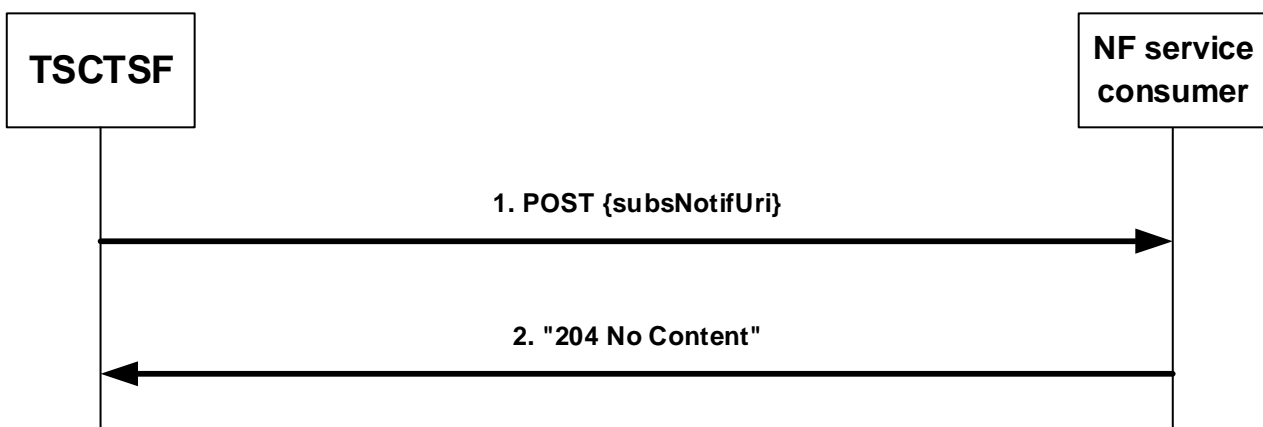 TSCTSF
NF service
consumer
1. POST {subsNotifUri}
2. "204 No Content"